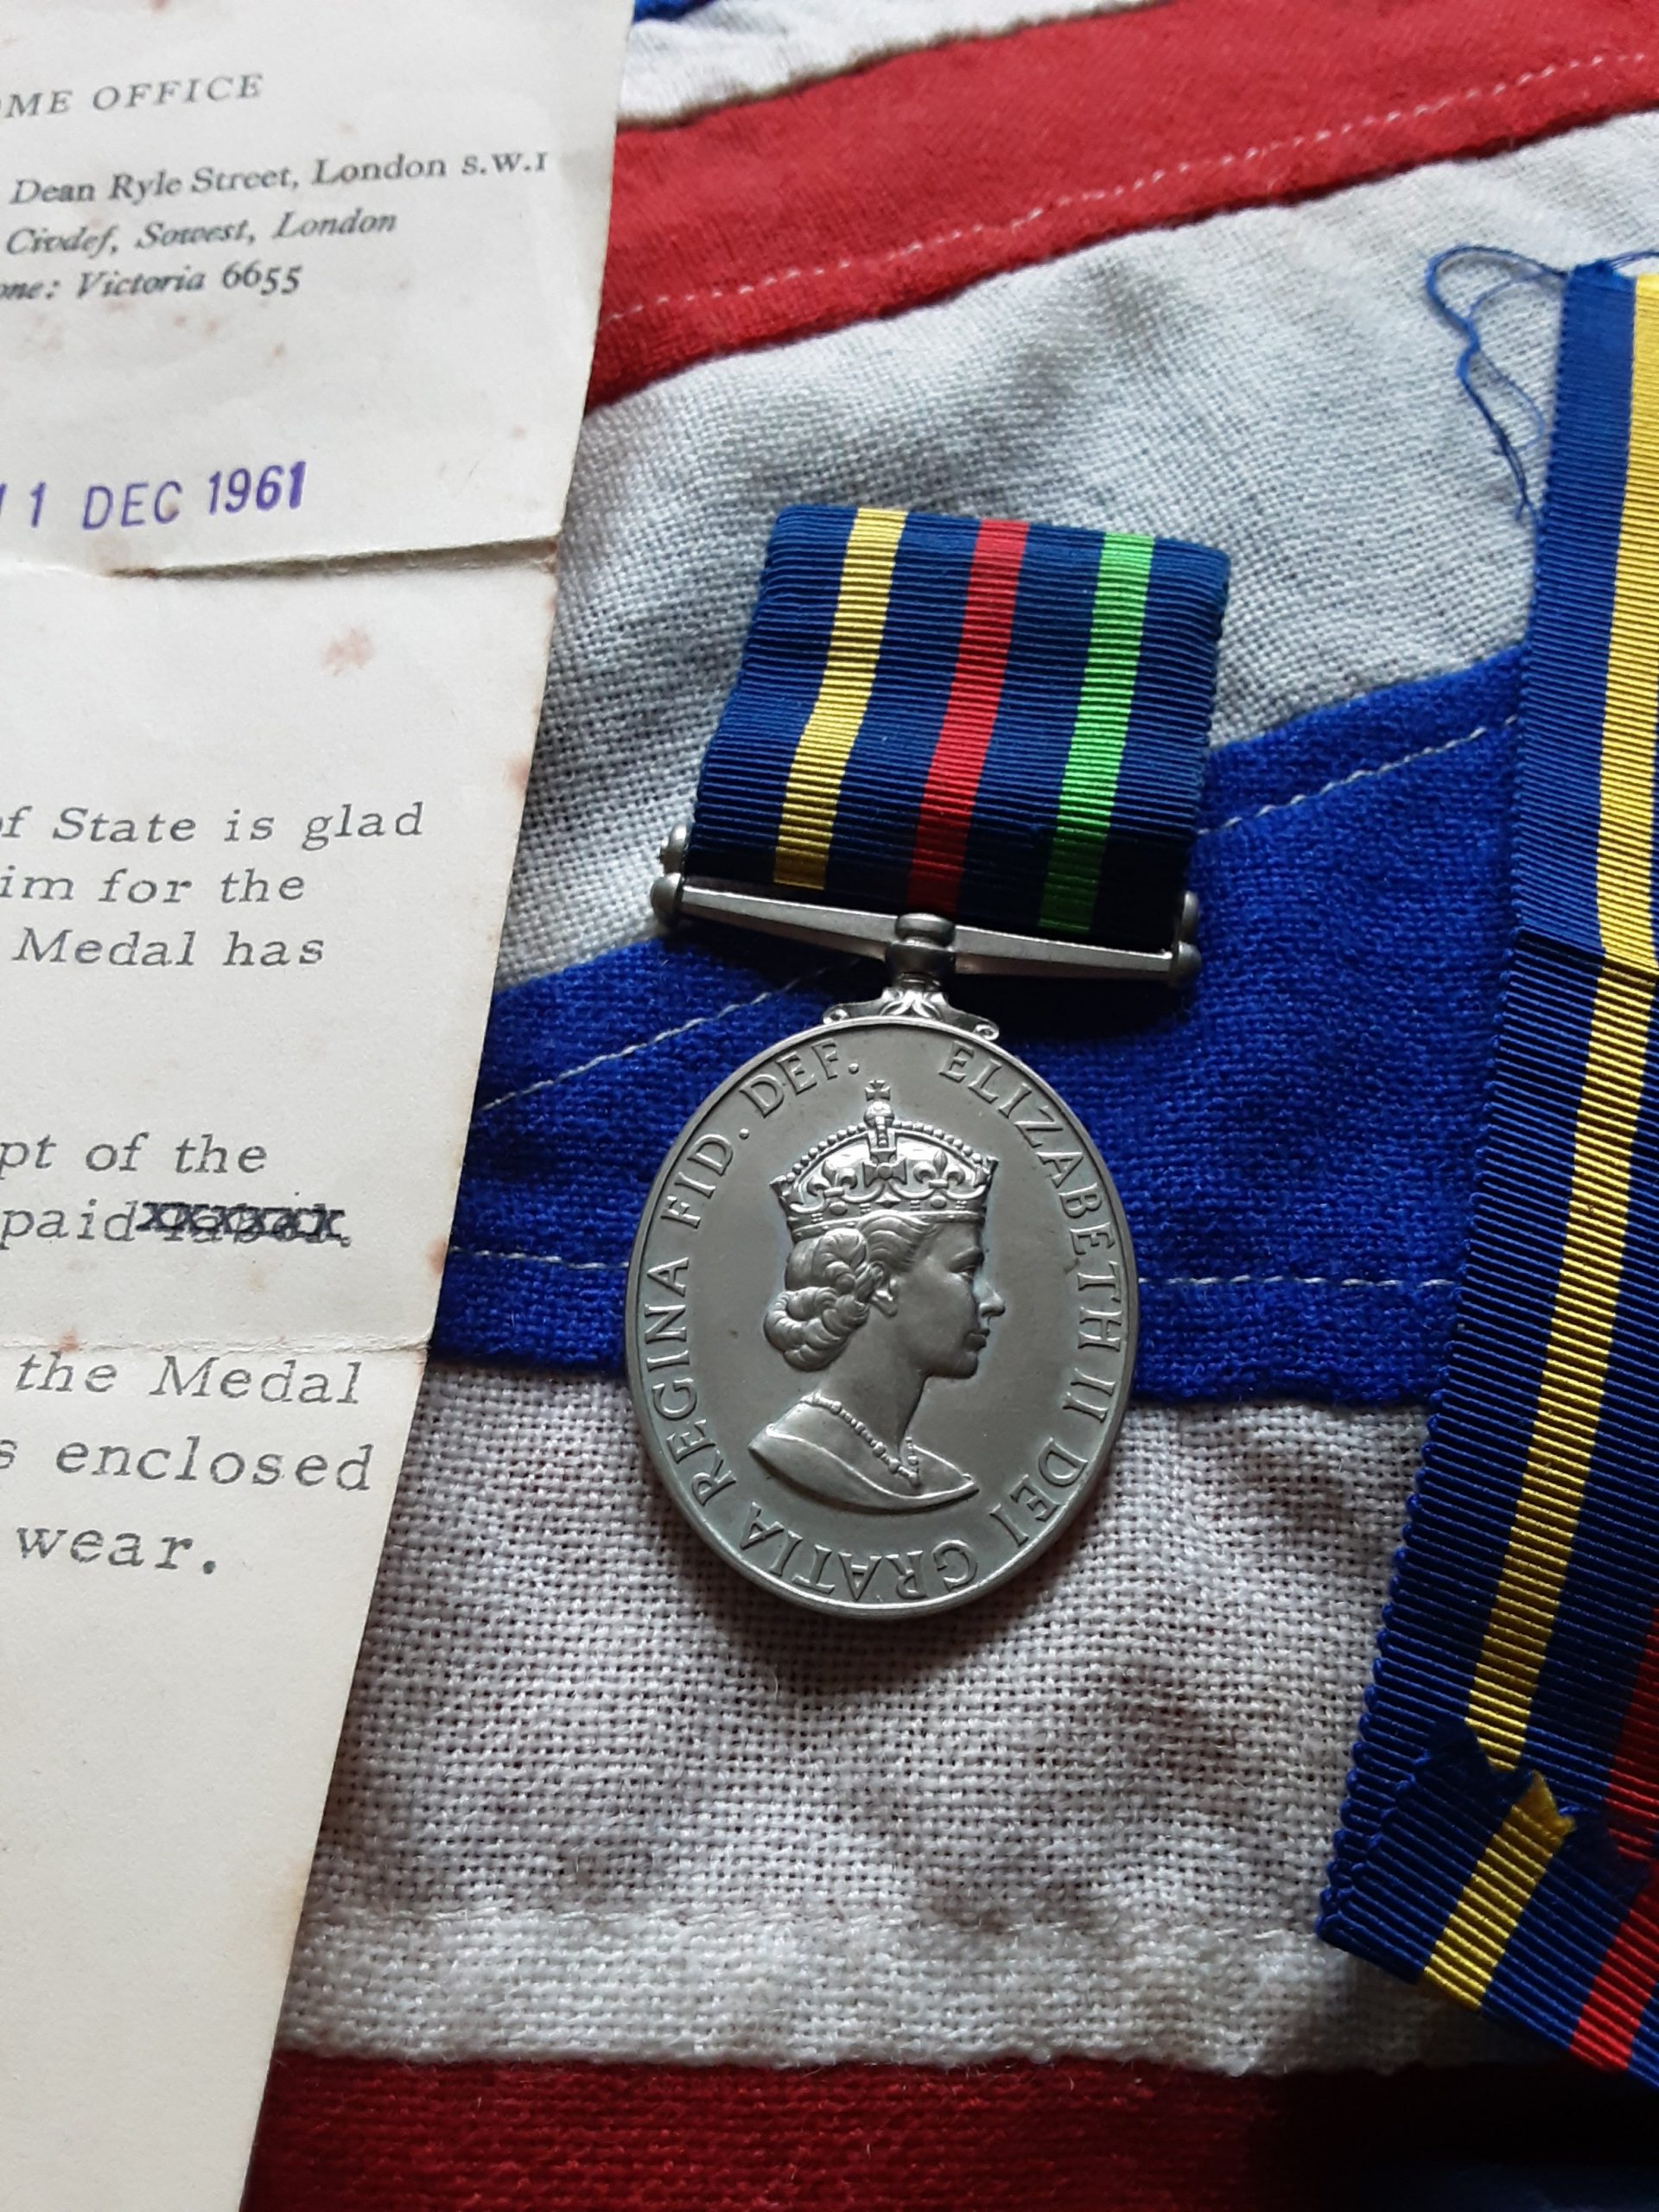 OME OFFICE
Dean Ryle Street, London S.W.1
Civdef, Sowest, London
one: Victoria 6655
11 DEC 1961
of State is glad
im for the
Medal has
pt of the
paid
the Medal
s enclosed
wear.
ELIZABETH II DEI GRATIA REGINA FID. DEF.